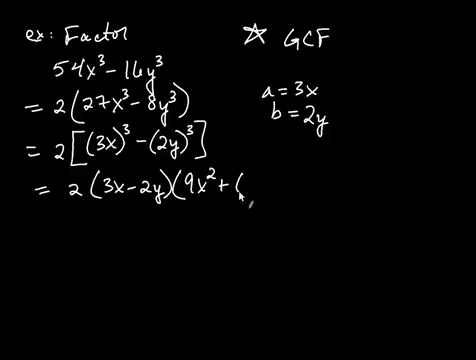 ex: Factor
☆ GCF
54x³ - 16y³
= 2(27x³ - 8y³)
a = 3x
b = 2y
= 2[(3x)³ - (2y)³]
= 2(3x - 2y)(9x² + (